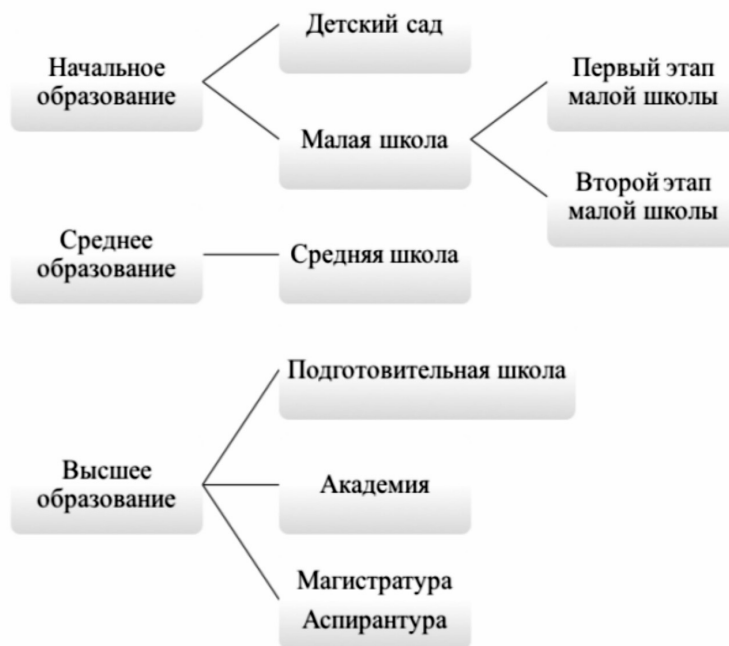 Начальное
образование
Детский сад
Малая школа
Первый этап
малой школы
Второй этап
малой школы
Среднее
образование
Средняя школа
Высшее
образование
Подготовительная школа
Академия
Магистратура
Аспирантура